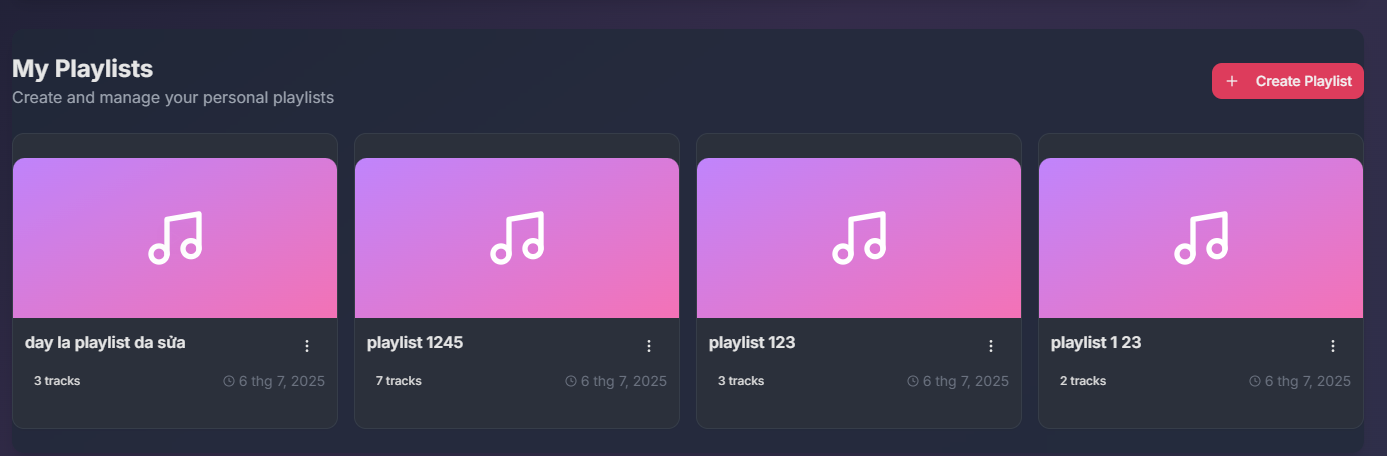 My Playlists
Create and manage your personal playlists
+ Create Playlist
day la playlist da sửa
3 tracks
6 thg 7, 2025
playlist 1245
7 tracks
6 thg 7, 2025
playlist 123
3 tracks
6 thg 7, 2025
playlist 1 23
2 tracks
6 thg 7, 2025